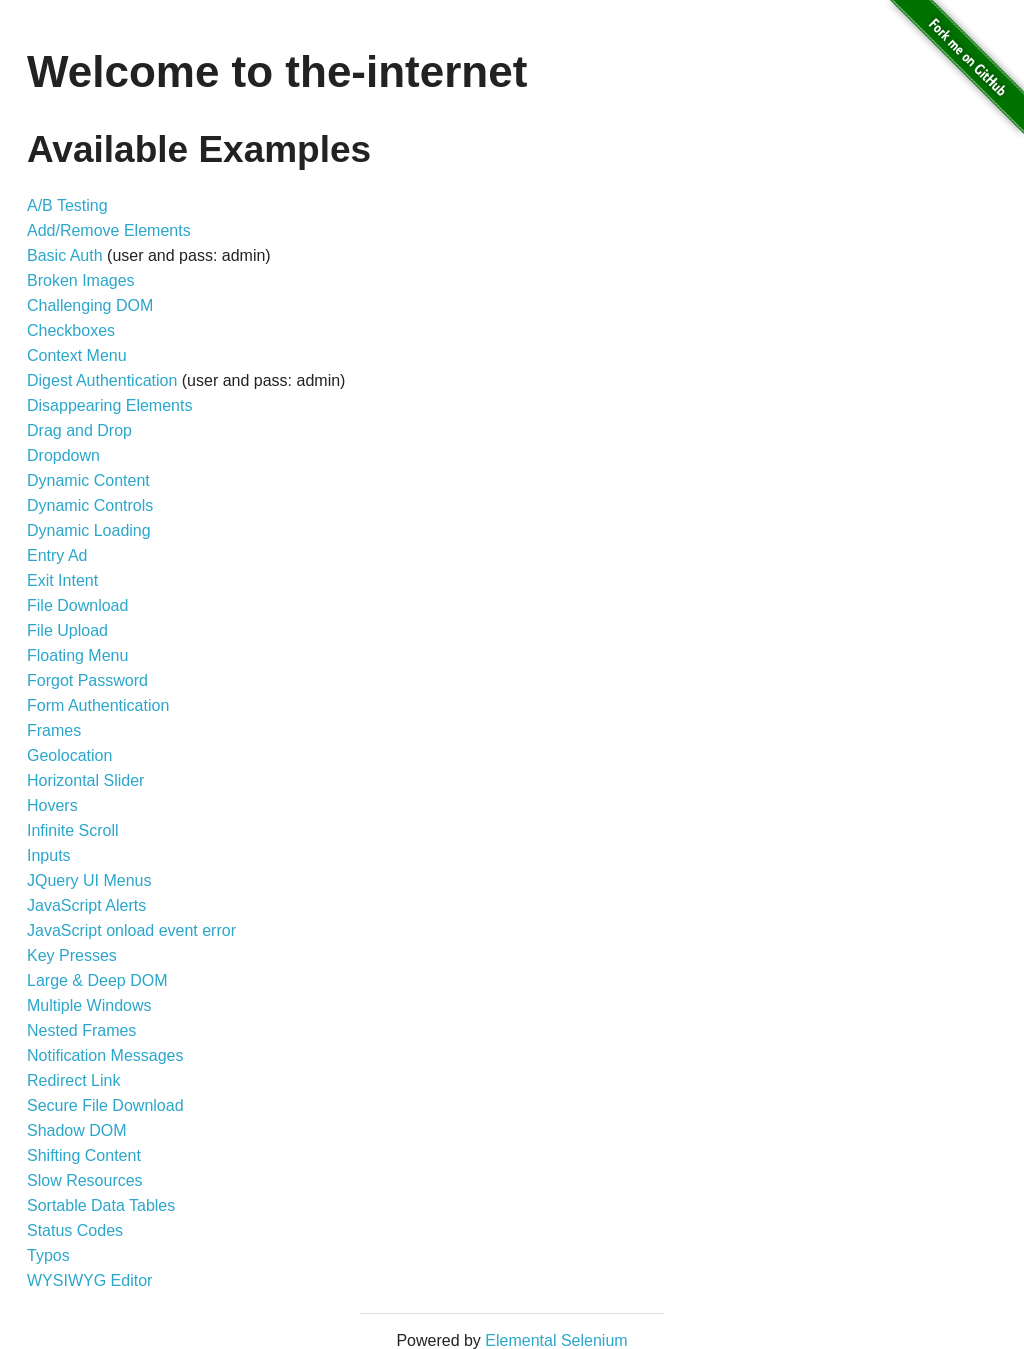 Fork me on GitHub
Welcome to the-internet
Available Examples
A/B Testing
Add/Remove Elements
Basic Auth (user and pass: admin)
Broken Images
Challenging DOM
Checkboxes
Context Menu
Digest Authentication (user and pass: admin)
Disappearing Elements
Drag and Drop
Dropdown
Dynamic Content
Dynamic Controls
Dynamic Loading
Entry Ad
Exit Intent
File Download
File Upload
Floating Menu
Forgot Password
Form Authentication
Frames
Geolocation
Horizontal Slider
Hovers
Infinite Scroll
Inputs
JQuery UI Menus
JavaScript Alerts
JavaScript onload event error
Key Presses
Large & Deep DOM
Multiple Windows
Nested Frames
Notification Messages
Redirect Link
Secure File Download
Shadow DOM
Shifting Content
Slow Resources
Sortable Data Tables
Status Codes
Typos
WYSIWYG Editor
Powered by Elemental Selenium